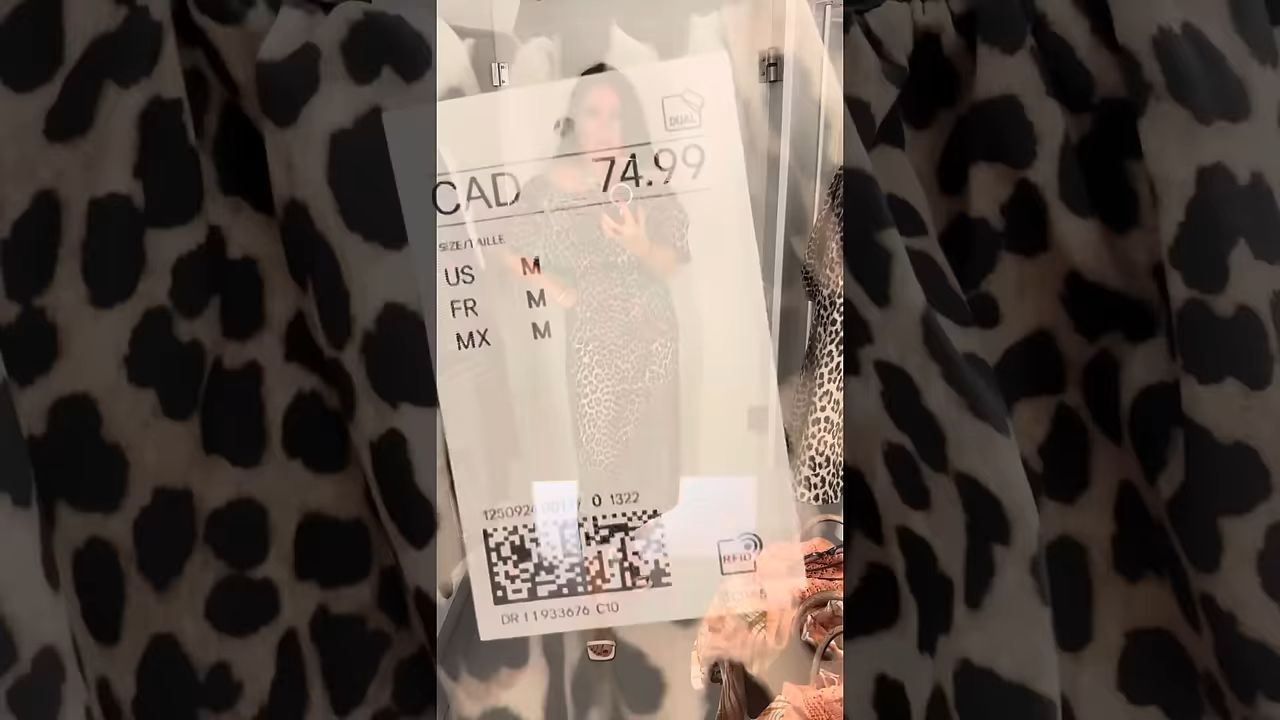 DUAL
CAD 74.99
SIZE/TAILLE
US M
FR M
MX M
0 1322
DR 11933676 C10
RFID